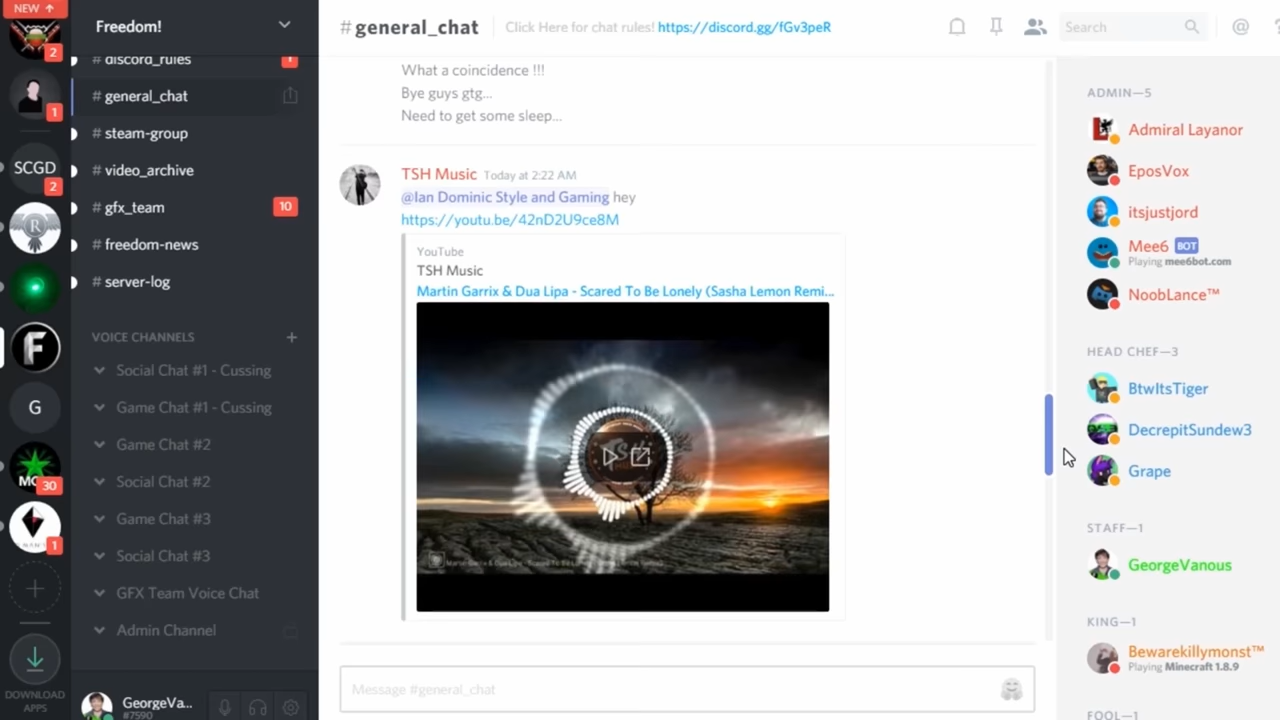 NEW ↑
2
1
SCGD
2
R
F
G
MC
30
1
DOWNLOAD
APPS
Freedom!
# discord_rules
# general_chat
# steam-group
# video_archive
# gfx_team 10
# freedom-news
# server-log
VOICE CHANNELS +
Social Chat #1 - Cussing
Game Chat #1 - Cussing
Game Chat #2
Social Chat #2
Game Chat #3
Social Chat #3
GFX Team Voice Chat
Admin Channel
GeorgeVa...
#7590
#general_chat Click Here for chat rules! https://discord.gg/fGv3peR
Search @ ?
What a coincidence !!!
Bye guys gtg...
Need to get some sleep...
TSH Music Today at 2:22 AM
@Ian Dominic Style and Gaming hey
https://youtu.be/42nD2U9ce8M
YouTube
TSH Music
Martin Garrix & Dua Lipa - Scared To Be Lonely (Sasha Lemon Remi...
Message #general_chat
ADMIN—5
Admiral Layanor
EposVox
itsjustjord
Mee6 BOT
Playing mee6bot.com
NoobLance™
HEAD CHEF—3
BtwItsTiger
DecrepitSundew3
Grape
STAFF—1
GeorgeVanous
KING—1
Bewarekillymonst™
Playing Minecraft 1.8.9
FOOL—1